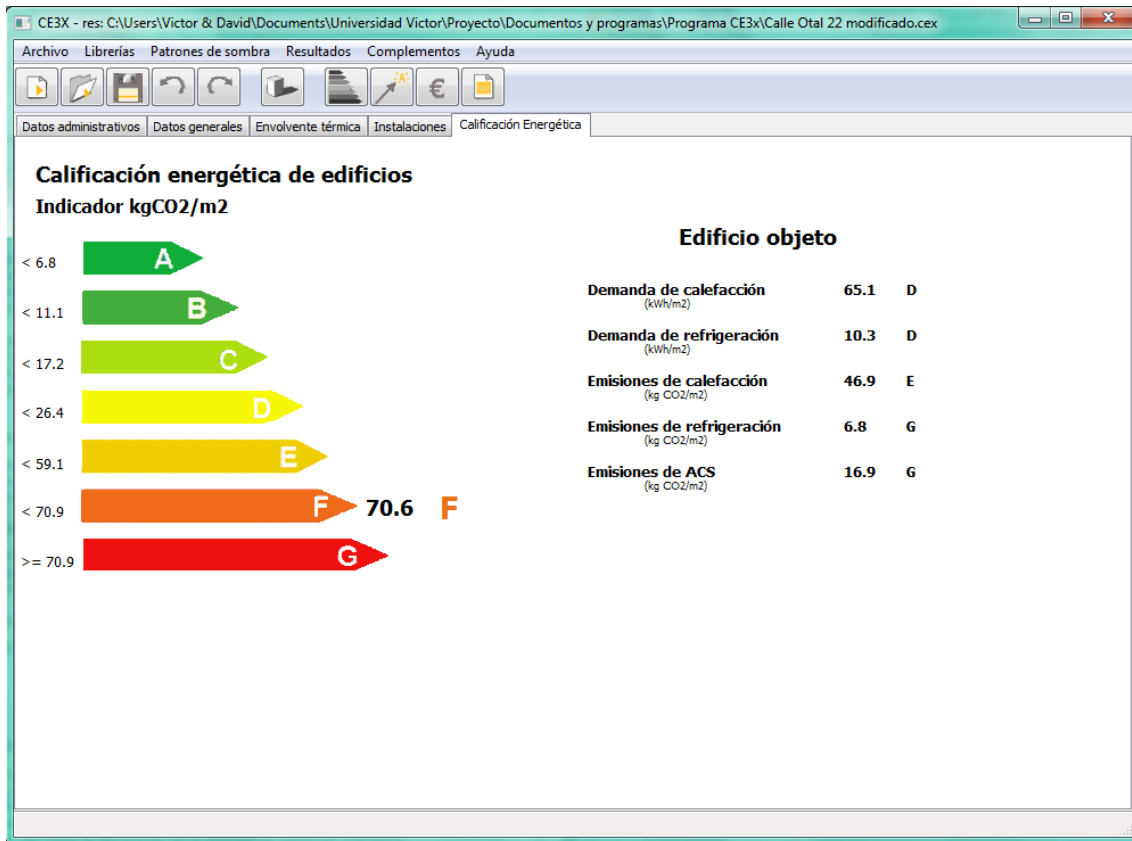 CE3X - res: C:\Users\Victor & David\Documents\Universidad Victor\Proyecto\Documentos y programas\Programa CE3x\Calle Otal 22 modificado.cex
Archivo Librerías Patrones de sombra Resultados Complementos Ayuda
Datos administrativos Datos generales Envolvente térmica Instalaciones Calificación Energética
Calificación energética de edificios
Indicador kgCO2/m2
< 6.8 A
< 11.1 B
< 17.2 C
< 26.4 D
< 59.1 E
< 70.9 F 70.6 F
>= 70.9 G
Edificio objeto
Demanda de calefacción 65.1 D
(kWh/m2)
Demanda de refrigeración 10.3 D
(kWh/m2)
Emisiones de calefacción 46.9 E
(kg CO2/m2)
Emisiones de refrigeración 6.8 G
(kg CO2/m2)
Emisiones de ACS 16.9 G
(kg CO2/m2)